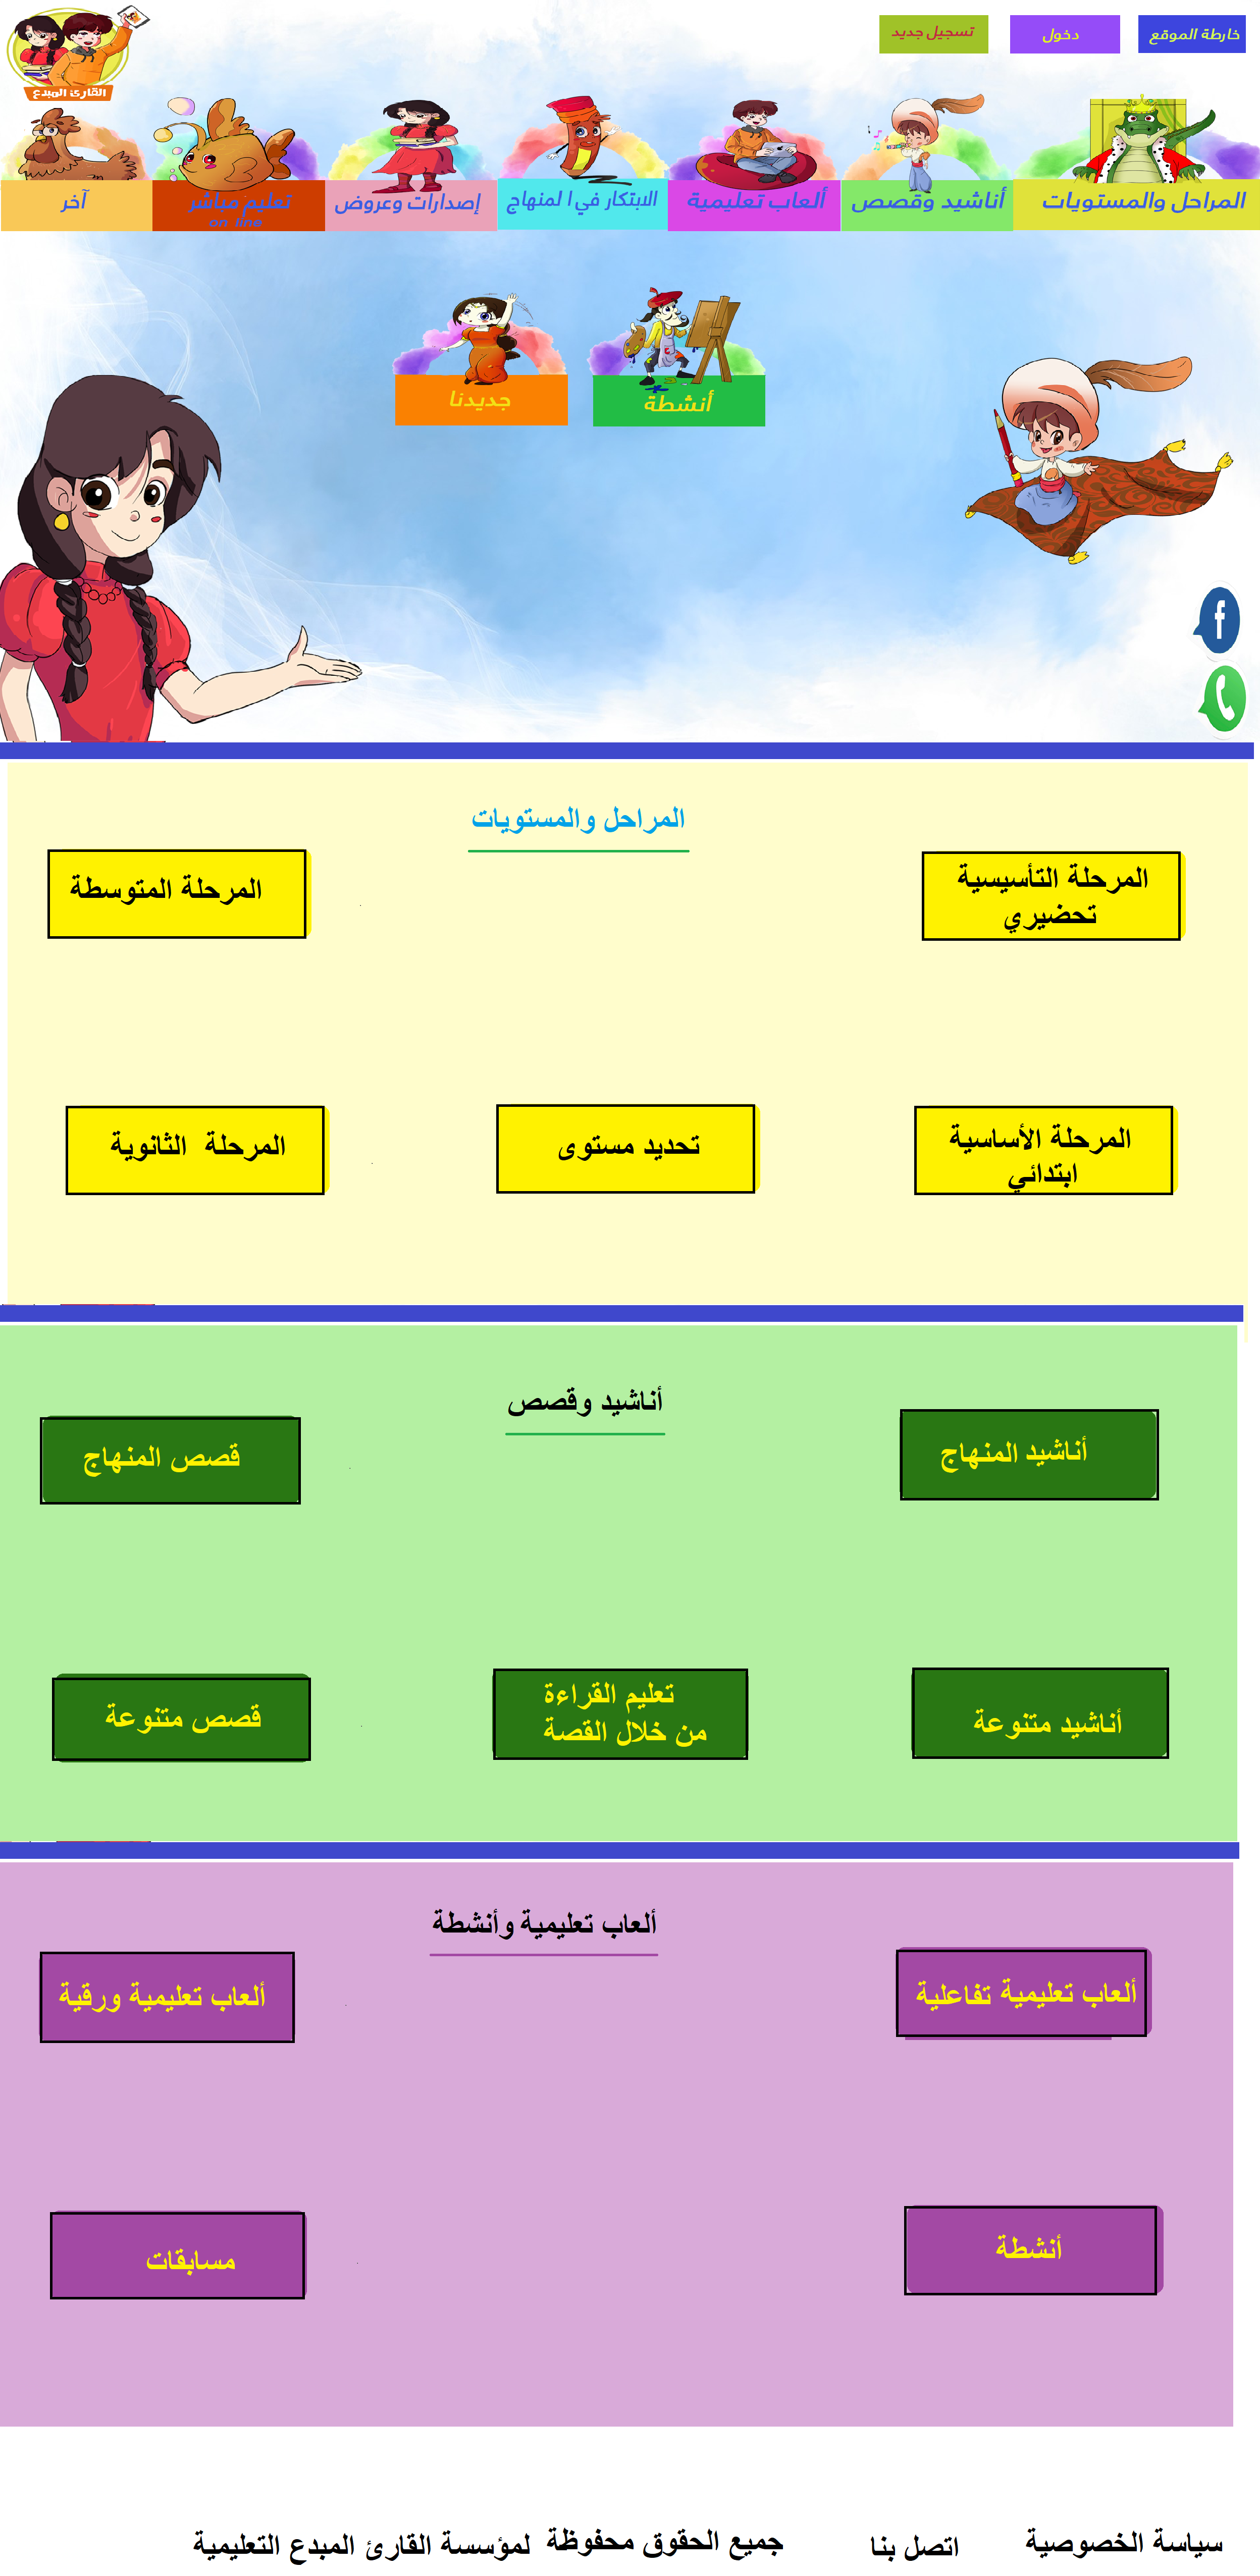 خارطة الموقع
دخول
تسجيل جديد
القارئ المبدع
المراحل والمستويات
أناشيد وقصص
ألعاب تعليمية
الابتكار في ا لمنهاج
إصدارات وعروض
تعليم مباشر
on line
آخر
أنشطة
جديدنا
المراحل والمستويات
المرحلة التأسيسية
تحضيري
المرحلة المتوسطة
المرحلة الأساسية
ابتدائي
تحديد مستوى
المرحلة الثانوية
أناشيد وقصص
أناشيد المنهاج
قصص المنهاج
أناشيد متنوعة
تعليم القراءة
من خلال القصة
قصص متنوعة
ألعاب تعليمية وأنشطة
ألعاب تعليمية تفاعلية
ألعاب تعليمية ورقية
أنشطة
مسابقات
سياسة الخصوصية
اتصل بنا
جميع الحقوق محفوظة لمؤسسة القارئ المبدع التعليمية